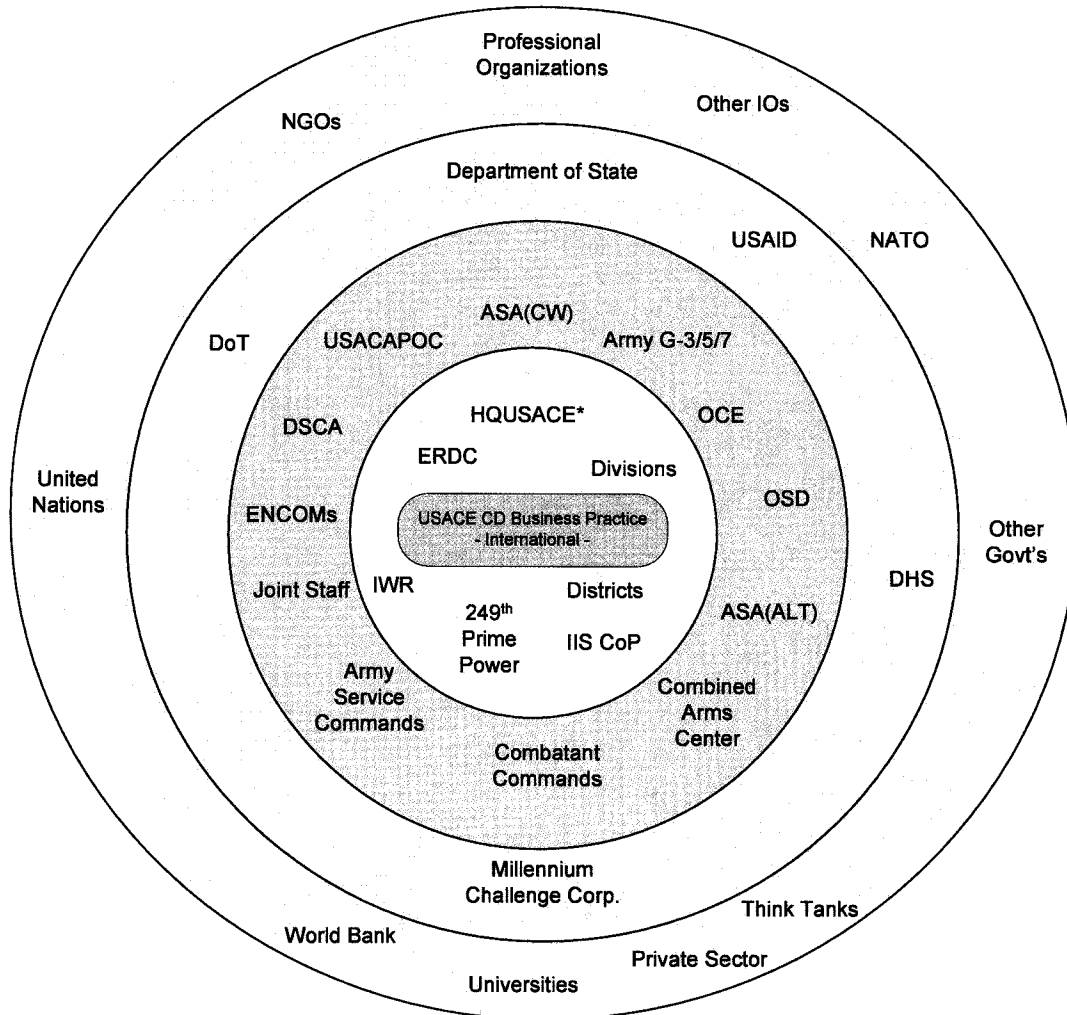 Professional
Organizations
Other IOs
NGOs
Department of State
USAID
NATO
ASA(CW)
USACAPOC
Army G-3/5/7
DoT
HQUSACE*
OCE
DSCA
ERDC
Divisions
United
Nations
OSD
ENCOMs
USACE CD Business Practice
- International -
Other
Govt's
DHS
Joint Staff
IWR
Districts
ASA(ALT)
249th
Prime
Power
IIS CoP
Army
Service
Commands
Combined
Arms
Center
Combatant
Commands
Millennium
Challenge Corp.
Think Tanks
World Bank
Private Sector
Universities